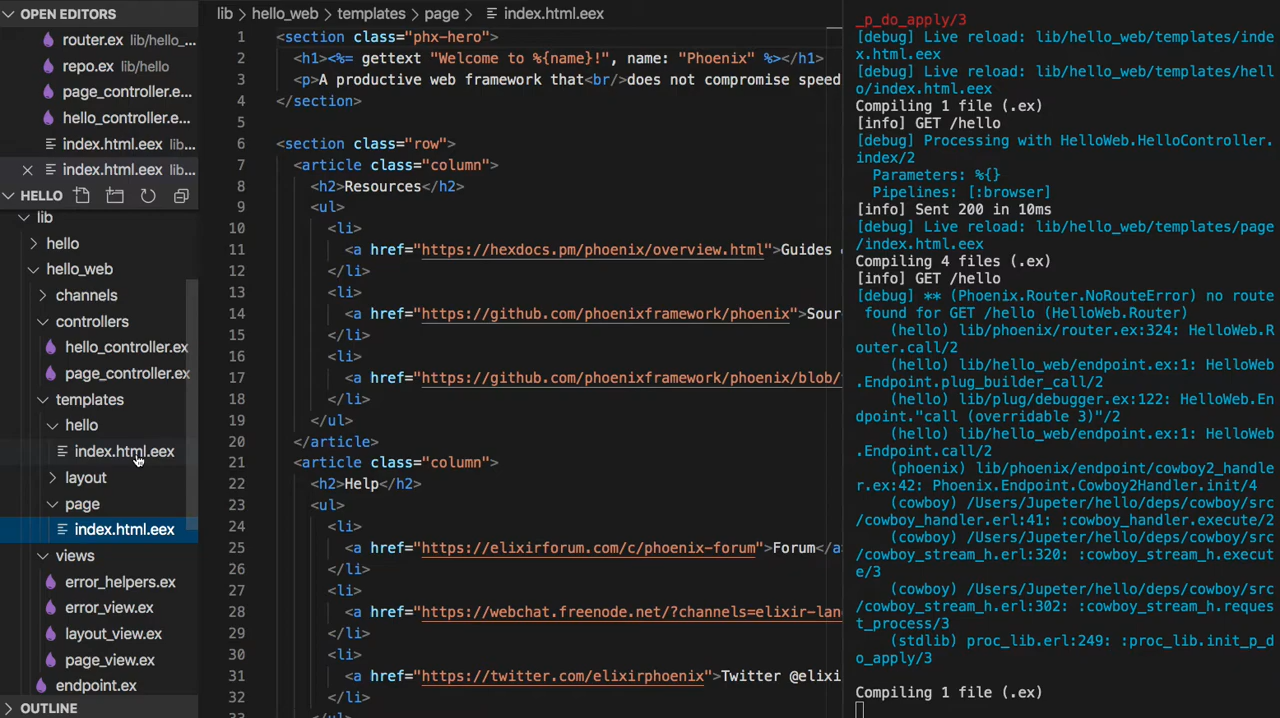 OPEN EDITORS
router.ex lib/hello_...
repo.ex lib/hello
page_controller.e...
hello_controller.e...
index.html.eex lib...
index.html.eex lib...
HELLO
lib
hello
hello_web
channels
controllers
hello_controller.ex
page_controller.ex
templates
hello
index.html.eex
layout
page
index.html.eex
views
error_helpers.ex
error_view.ex
layout_view.ex
page_view.ex
endpoint.ex
OUTLINE
lib > hello_web > templates > page > index.html.eex
1 <section class="phx-hero">
2 <h1><%= gettext "Welcome to %{name}!", name: "Phoenix" %></h1>
3 <p>A productive web framework that<br/>does not compromise speed
4 </section>
5
6 <section class="row">
7 <article class="column">
8 <h2>Resources</h2>
9 <ul>
10 <li>
11 <a href="https://hexdocs.pm/phoenix/overview.html">Guides
12 </li>
13 <li>
14 <a href="https://github.com/phoenixframework/phoenix">Sour
15 </li>
16 <li>
17 <a href="https://github.com/phoenixframework/phoenix/blob/
18 </li>
19 </ul>
20 </article>
21 <article class="column">
22 <h2>Help</h2>
23 <ul>
24 <li>
25 <a href="https://elixirforum.com/c/phoenix-forum">Forum</a
26 </li>
27 <li>
28 <a href="https://webchat.freenode.net/?channels=elixir-lan
29 </li>
30 <li>
31 <a href="https://twitter.com/elixirphoenix">Twitter @elixi
32 </li>
33 </ul>
_p_do_apply/3
[debug] Live reload: lib/hello_web/templates/inde
x.html.eex
[debug] Live reload: lib/hello_web/templates/hell
o/index.html.eex
Compiling 1 file (.ex)
[info] GET /hello
[debug] Processing with HelloWeb.HelloController.
index/2
Parameters: %{}
Pipelines: [:browser]
[info] Sent 200 in 10ms
[debug] Live reload: lib/hello_web/templates/page
/index.html.eex
Compiling 4 files (.ex)
[info] GET /hello
[debug] ** (Phoenix.Router.NoRouteError) no route
found for GET /hello (HelloWeb.Router)
(hello) lib/phoenix/router.ex:324: HelloWeb.R
outer.call/2
(hello) lib/hello_web/endpoint.ex:1: HelloWeb
.Endpoint.plug_builder_call/2
(hello) lib/plug/debugger.ex:122: HelloWeb.En
dpoint."call (overridable 3)"/2
(hello) lib/hello_web/endpoint.ex:1: HelloWeb
.Endpoint.call/2
(phoenix) lib/phoenix/endpoint/cowboy2_handle
r.ex:42: Phoenix.Endpoint.Cowboy2Handler.init/4
(cowboy) /Users/Jupeter/hello/deps/cowboy/src
/cowboy_handler.erl:41: :cowboy_handler.execute/2
(cowboy) /Users/Jupeter/hello/deps/cowboy/src
/cowboy_stream_h.erl:320: :cowboy_stream_h.execut
e/3
(cowboy) /Users/Jupeter/hello/deps/cowboy/src
/cowboy_stream_h.erl:302: :cowboy_stream_h.reques
t_process/3
(stdlib) proc_lib.erl:249: :proc_lib.init_p_d
o_apply/3
Compiling 1 file (.ex)